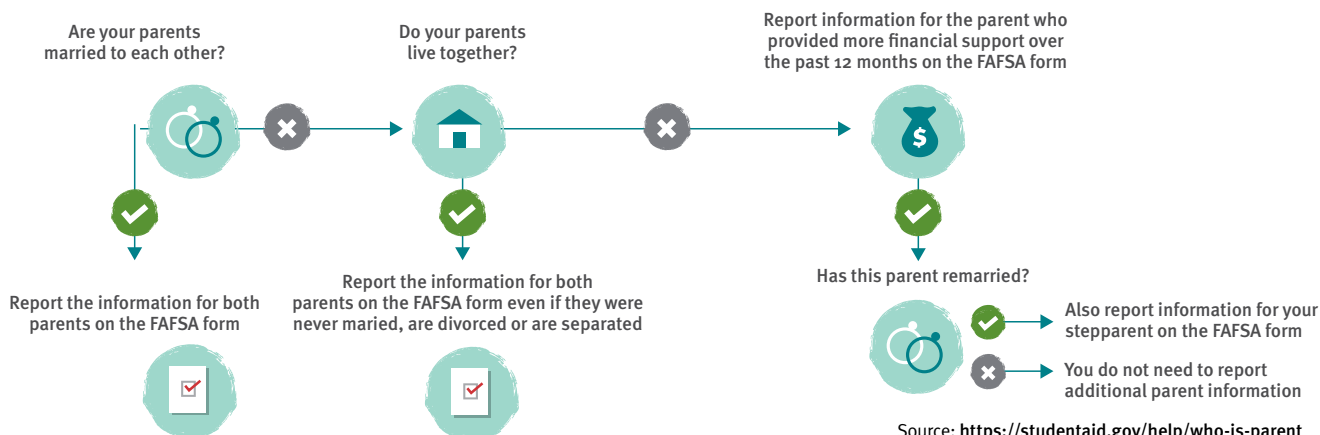 Are your parents
married to each other?
Do your parents
live together?
Report information for the parent who
provided more financial support over
the past 12 months on the FAFSA form
$
Report the information for both
parents on the FAFSA form
Report the information for both
parents on the FAFSA form even if they were
never maried, are divorced or are separated
Has this parent remarried?
Also report information for your
stepparent on the FAFSA form
You do not need to report
additional parent information
Source: https://studentaid.gov/help/who-is-parent